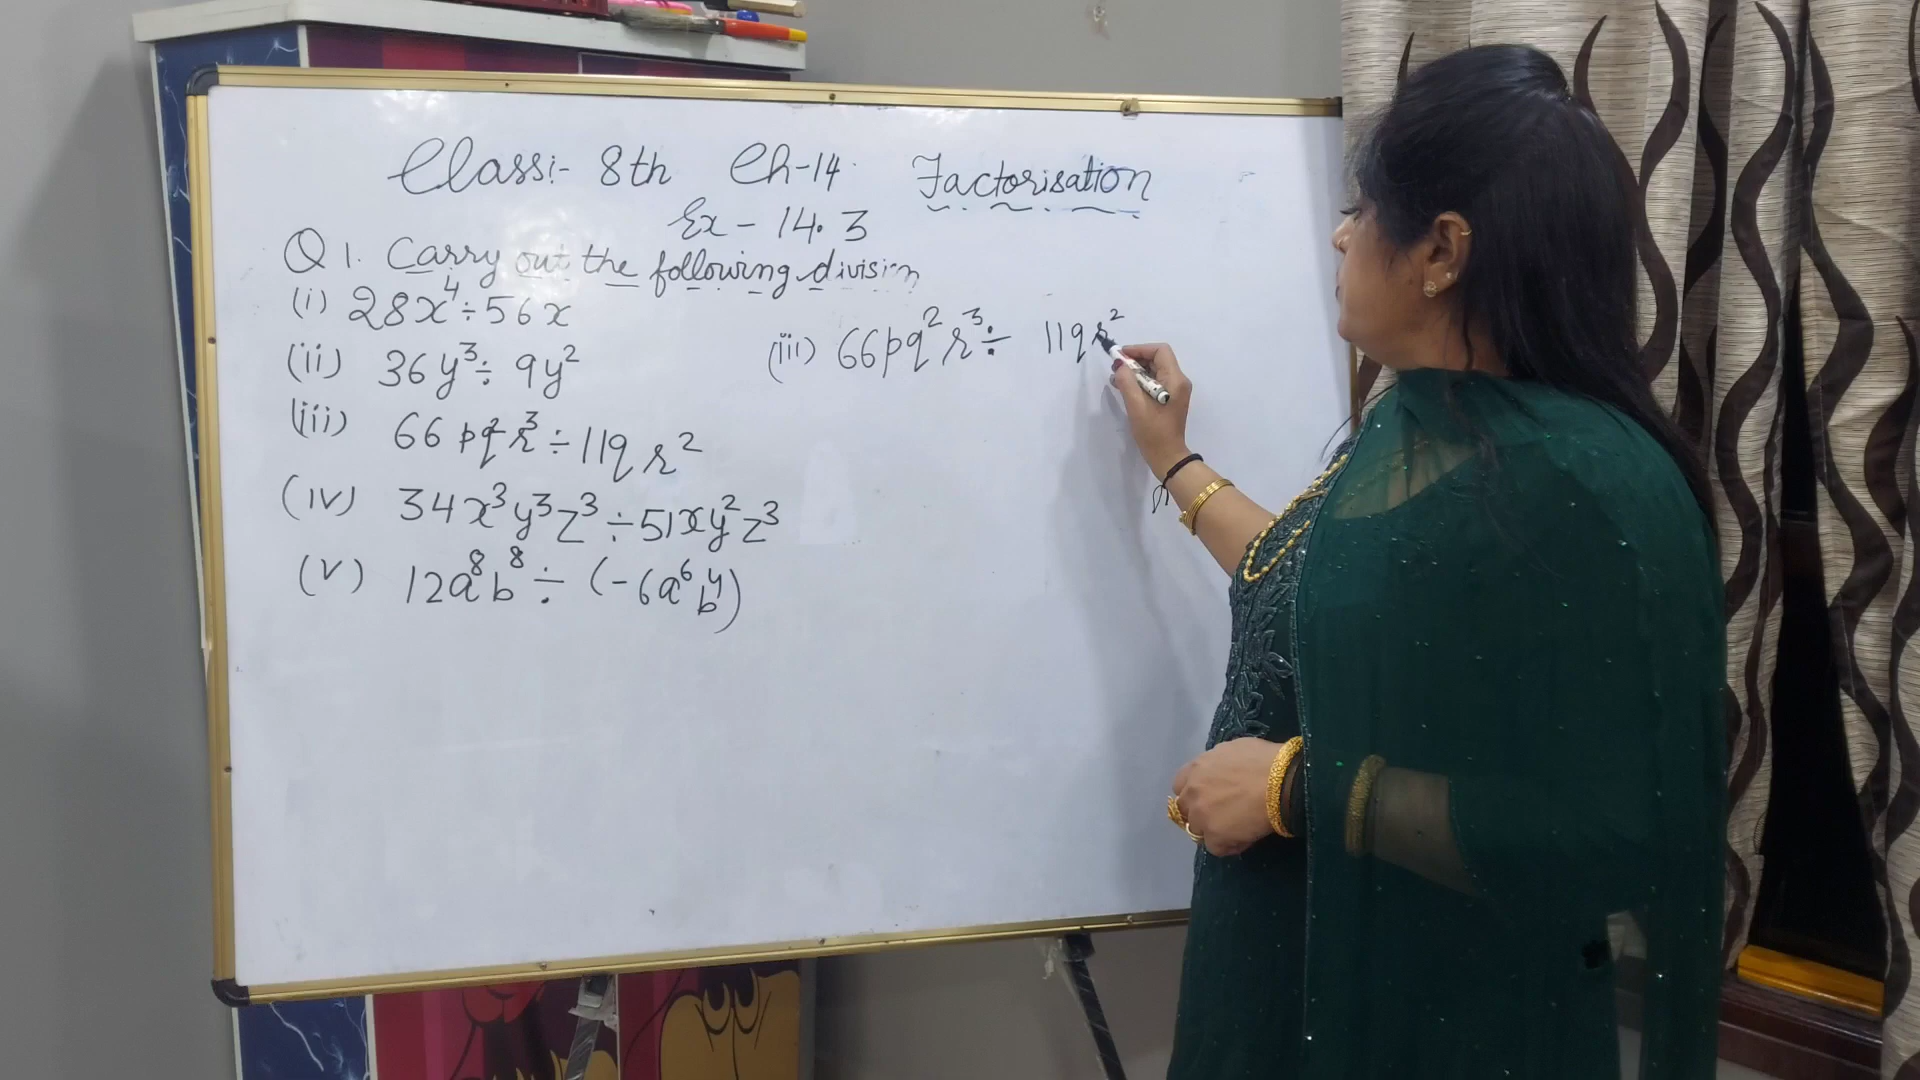 Class:- 8th Ch-14. Factorisation
Ex - 14.3
Q 1. Carry out the following division
(i) 28x⁴ ÷ 56x
(ii) 36y³ ÷ 9y²
(iii) 66pq²r³ ÷ 11qr²
(iv) 34x³y³z³ ÷ 51xy²z³
(v) 12a⁸b⁸ ÷ (-6a⁶b⁴)
(iii) 66pq²r³ ÷ 11qr²